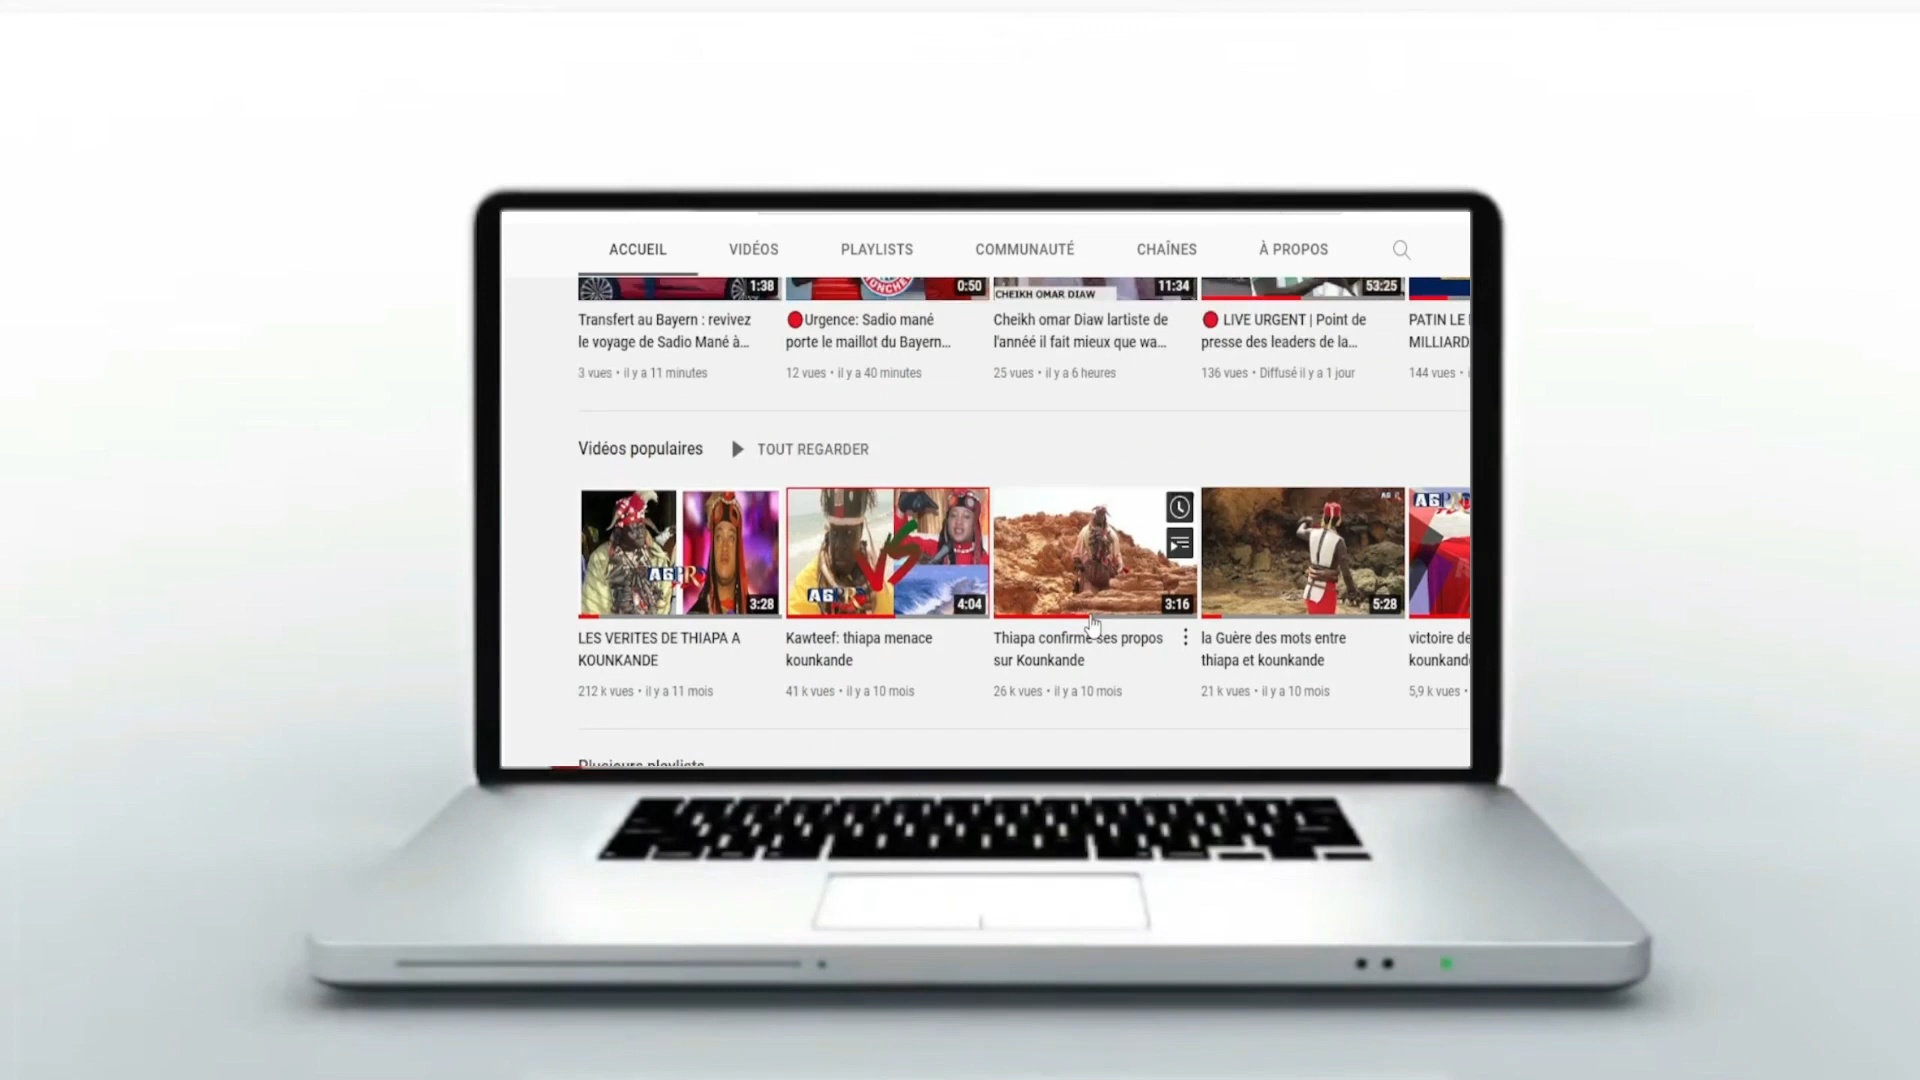 ACCUEIL VIDÉOS PLAYLISTS COMMUNAUTÉ CHAÎNES À PROPOS
1:38
0:50
CHEIKH OMAR DIAW
11:34
53:25
Transfert au Bayern : revivez
le voyage de Sadio Mané à...
3 vues • il y a 11 minutes
Urgence: Sadio mané
porte le maillot du Bayern...
12 vues • il y a 40 minutes
Cheikh omar Diaw lartiste de
l'annéé il fait mieux que wa...
25 vues • il y a 6 heures
LIVE URGENT | Point de
presse des leaders de la...
136 vues • Diffusé il y a 1 jour
PATIN LE
MILLIARD
144 vues •
Vidéos populaires TOUT REGARDER
3:28
VS
4:04
3:16
5:28
LES VERITES DE THIAPA A
KOUNKANDE
212 k vues • il y a 11 mois
Kawteef: thiapa menace
kounkande
41 k vues • il y a 10 mois
Thiapa confirme ses propos
sur Kounkande
26 k vues • il y a 10 mois
la Guère des mots entre
thiapa et kounkande
21 k vues • il y a 10 mois
victoire de
kounkand
5,9 k vues •
Plusieurs playlists